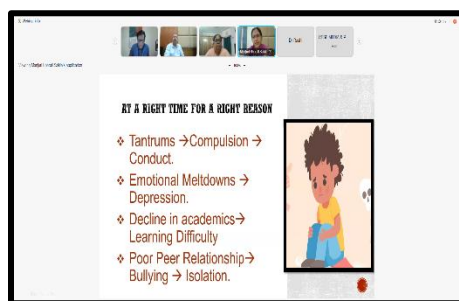 AT A RIGHT TIME FOR A RIGHT REASON
❖ Tantrums →Compulsion →
Conduct.
❖ Emotional Meltdowns →
Depression.
❖ Decline in academics→
Learning Difficulty
❖ Poor Peer Relationship→
Bullying → Isolation.